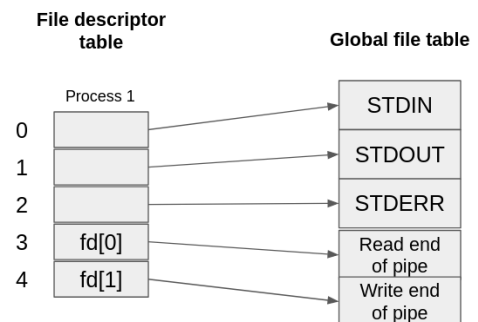 File descriptor
table
Global file table
Process 1
0
1
2
3
4
fd[0]
fd[1]
STDIN
STDOUT
STDERR
Read end
of pipe
Write end
of pipe